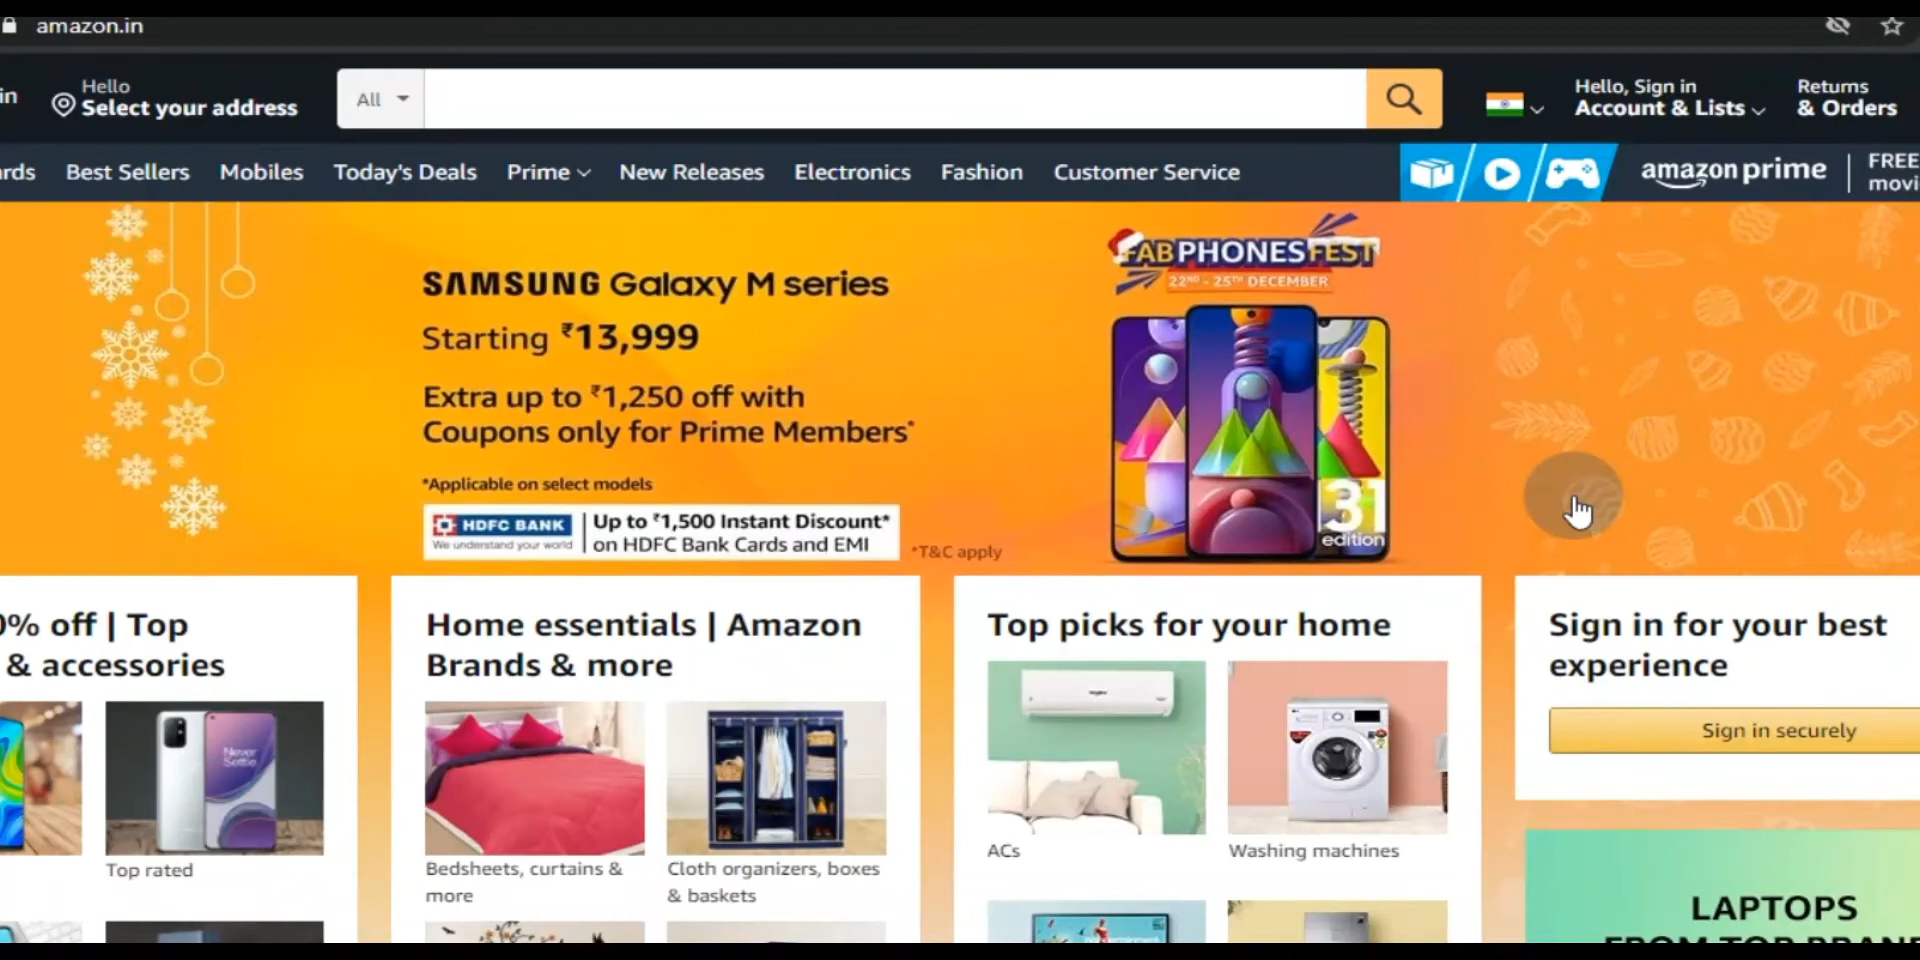 amazon.in
in
Hello
Select your address
All
Hello, Sign in
Account & Lists
Returns
& Orders
Best Sellers
Mobiles
Today's Deals
Prime
New Releases
Electronics
Fashion
Customer Service
amazon prime
FREE
SAMSUNG Galaxy M series
Starting ₹13,999
Extra up to ₹1,250 off with
Coupons only for Prime Members*
*Applicable on select models
HDFC BANK
We understand your world
Up to ₹1,500 Instant Discount*
on HDFC Bank Cards and EMI
*T&C apply
FABPHONESFEST
22ND - 25TH DECEMBER
31
edition
0% off | Top
& accessories
Never
Settle
Top rated
Home essentials | Amazon
Brands & more
Bedsheets, curtains &
more
Cloth organizers, boxes
& baskets
Top picks for your home
ACs
Washing machines
Sign in for your best
experience
Sign in securely
LAPTOPS